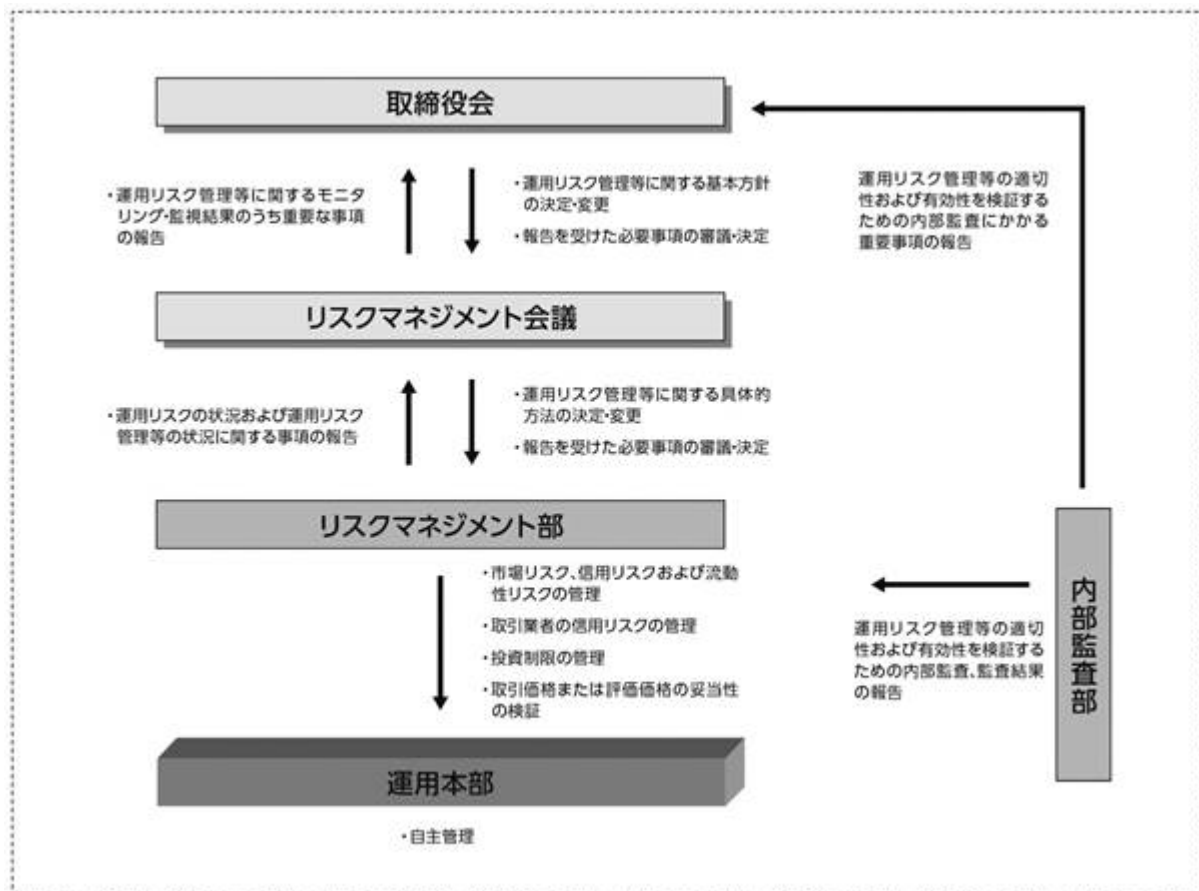 取締役会
・運用リスク管理等に関するモニタ
リング・監視結果のうち重要な事項
の報告
・運用リスク管理等に関する基本方針
の決定・変更
・報告を受けた必要事項の審議・決定
運用リスク管理等の適切
性および有効性を検証す
るための内部監査にかかる
重要事項の報告
リスクマネジメント会議
・運用リスクの状況および運用リスク
管理等の状況に関する事項の報告
・運用リスク管理等に関する具体的
方法の決定・変更
・報告を受けた必要事項の審議・決定
リスクマネジメント部
・市場リスク、信用リスクおよび流動
性リスクの管理
・取引業者の信用リスクの管理
・投資制限の管理
・取引価格または評価価格の妥当性
の検証
運用リスク管理等の適切
性および有効性を検証する
ための内部監査、監査結果
の報告
内部監査部
運用本部
・自主管理